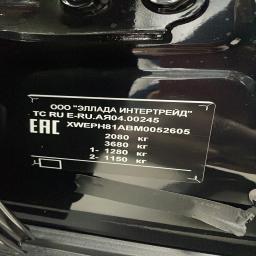 ООО "ЭЛЛАДА ИНТЕРТРЕЙД"
ТС RU E-RU.АЯ04.00245
EAC XWEPH81ABM0052605
2080 кг
3680 кг
1- 1280 кг
2- 1150 кг